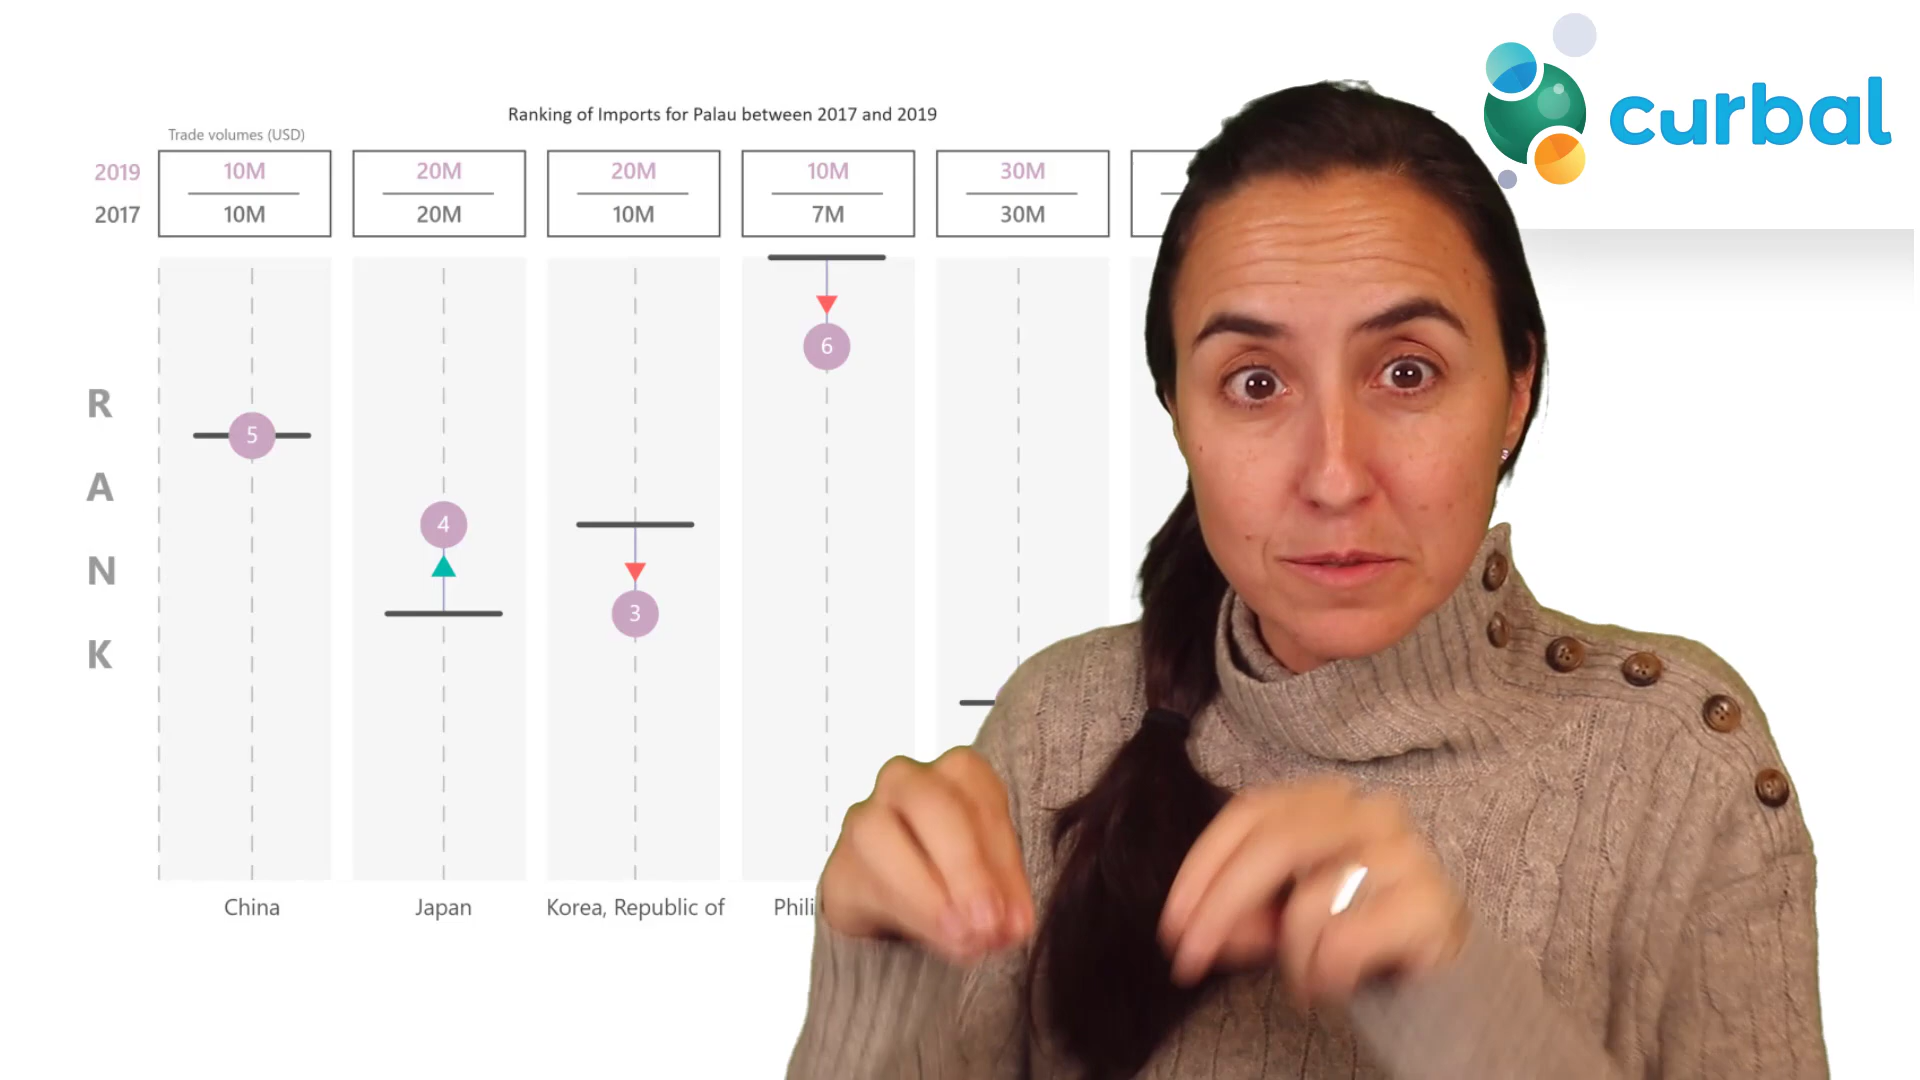 curbal
Ranking of Imports for Palau between 2017 and 2019
Trade volumes (USD)
2019 10M 20M 20M 10M 30M
2017 10M 20M 10M 7M 30M
6
R
5
A
4
N
3
K
China Japan Korea, Republic of